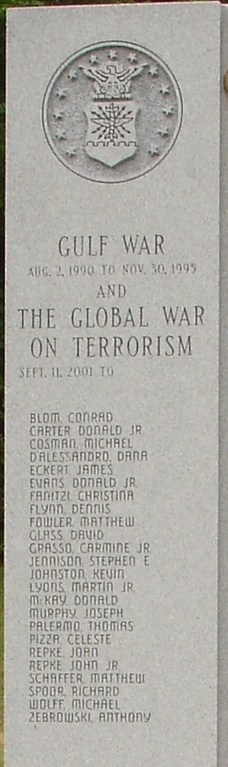 GULF WAR
AUG. 2, 1990 TO NOV. 30, 1995
AND
THE GLOBAL WAR
ON TERRORISM
SEPT. 11, 2001 TO
BLOM, CONRAD
CARTER DONALD JR.
COSMAN, MICHAEL
D'ALESSANDRO, DANA
ECKERT, JAMES
EVANS DONALD JR.
FANITZI, CHRISTINA
FLYNN, DENNIS
FOWLER, MATTHEW
GLASS, DAVID
GRASSO, CARMINE JR.
JENNISON, STEPHEN E.
JOHNSTON, KEVIN
LYONS, MARTIN JR.
McKAY, DONALD
MURPHY, JOSEPH
PALERMO, THOMAS
PIZZA, CELESTE
REPKE, JOAN
REPKE, JOHN JR.
SCHAFFER, MATTHEW
SPOOR, RICHARD
WOLFF, MICHAEL
ZEBROWSKI, ANTHONY